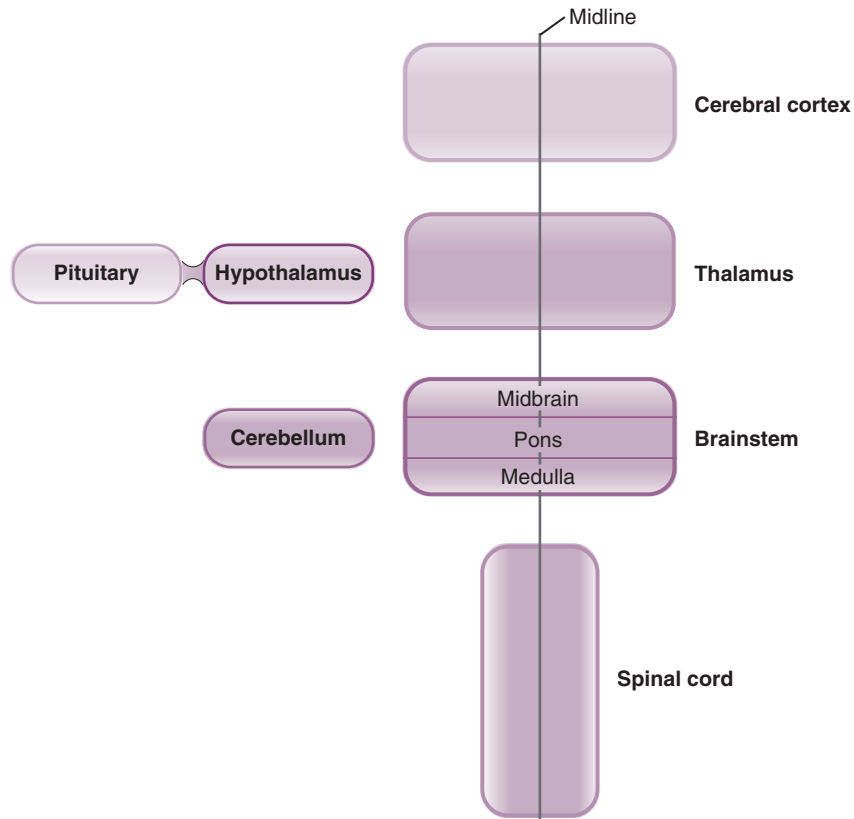 Midline
Cerebral cortex
Pituitary
Hypothalamus
Thalamus
Midbrain
Cerebellum
Pons
Brainstem
Medulla
Spinal cord